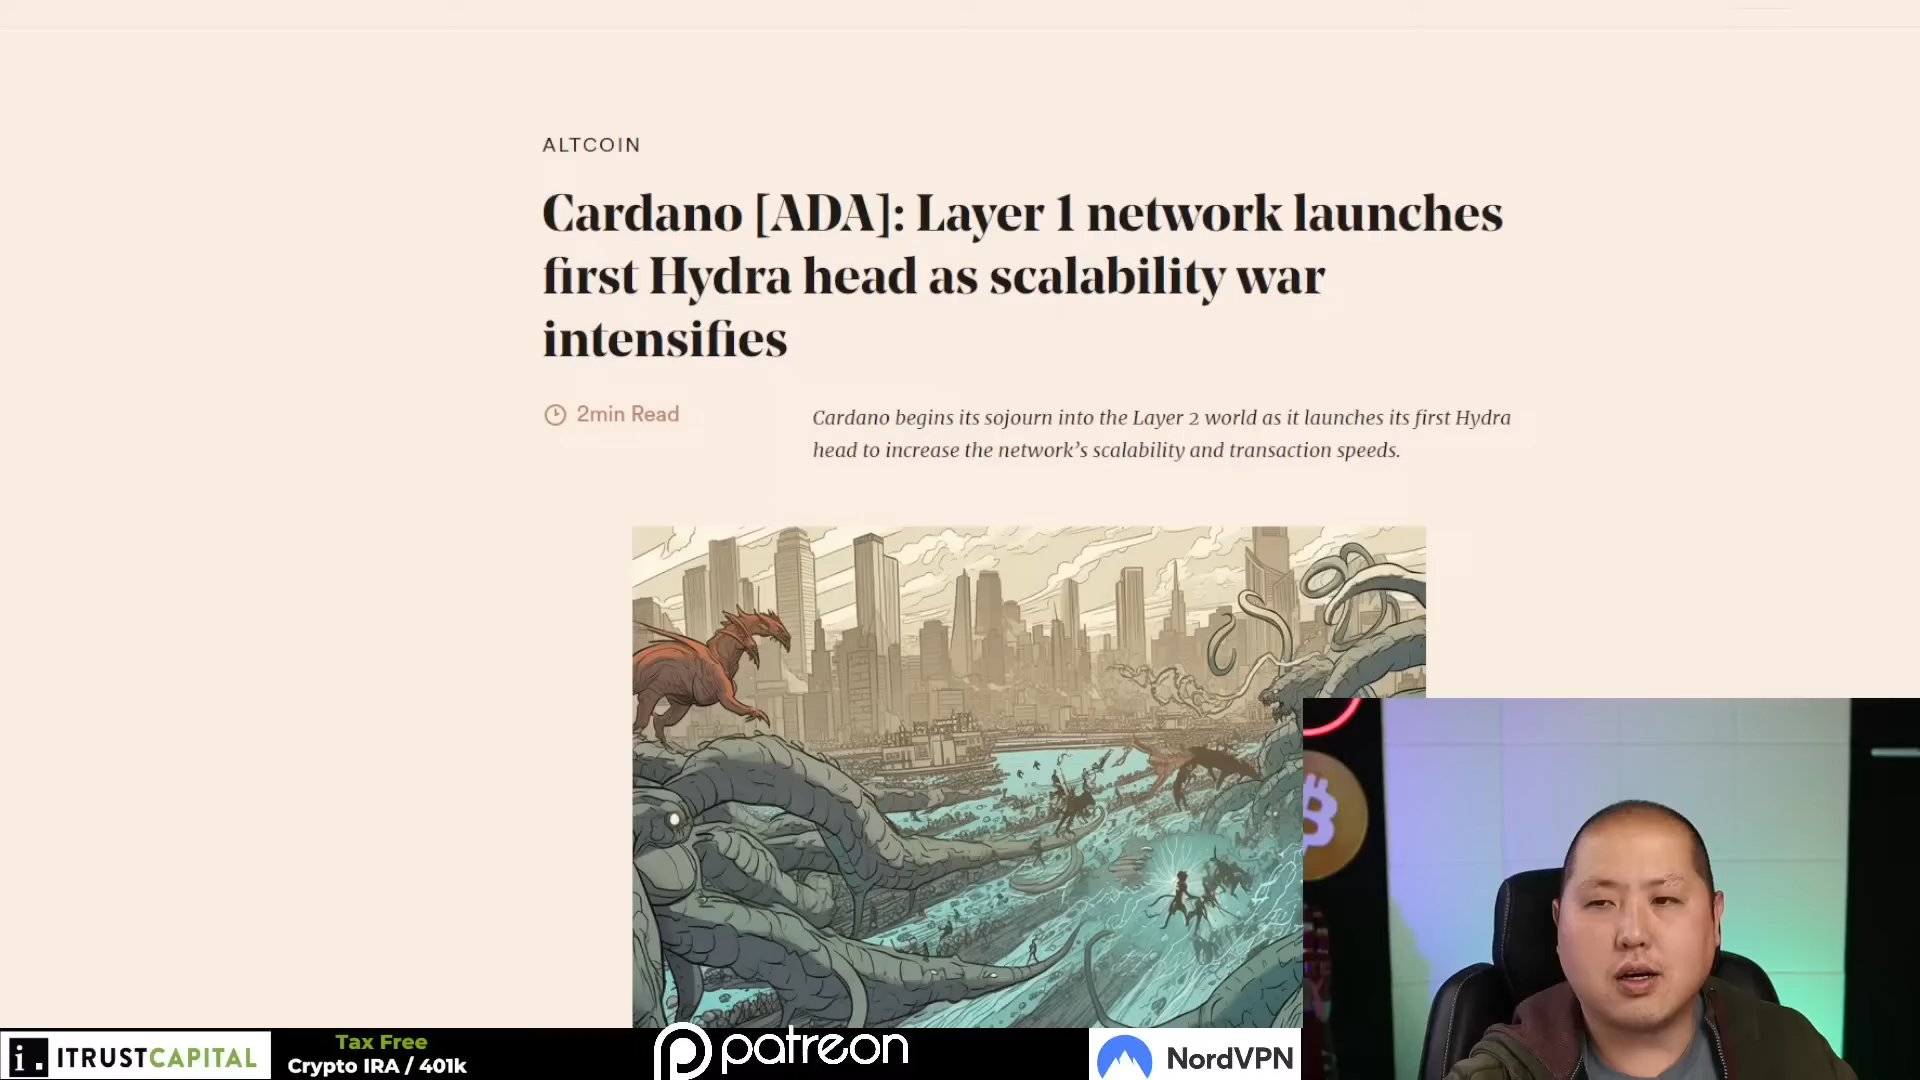 ALTCOIN
Cardano [ADA]: Layer 1 network launches
first Hydra head as scalability war
intensifies
2min Read
Cardano begins its sojourn into the Layer 2 world as it launches its first Hydra
head to increase the network’s scalability and transaction speeds.
i. ITRUSTCAPITAL
Tax Free
Crypto IRA / 401k
patreon
NordVPN